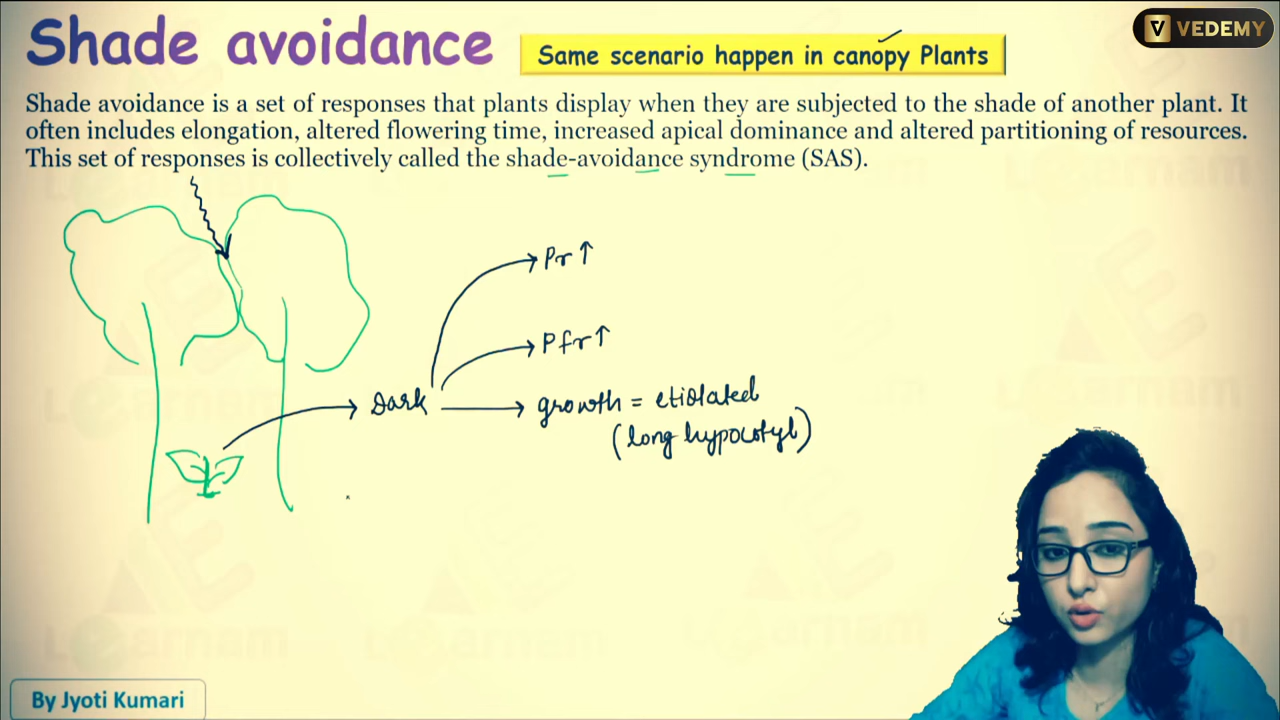 Shade avoidance
Same scenario happen in canopy Plants
VEDEMY
Shade avoidance is a set of responses that plants display when they are subjected to the shade of another plant. It
often includes elongation, altered flowering time, increased apical dominance and altered partitioning of resources.
This set of responses is collectively called the shade-avoidance syndrome (SAS).
Pr↑
Pfr↑
Dark
growth = etiolated
(long hypocotyl)
By Jyoti Kumari